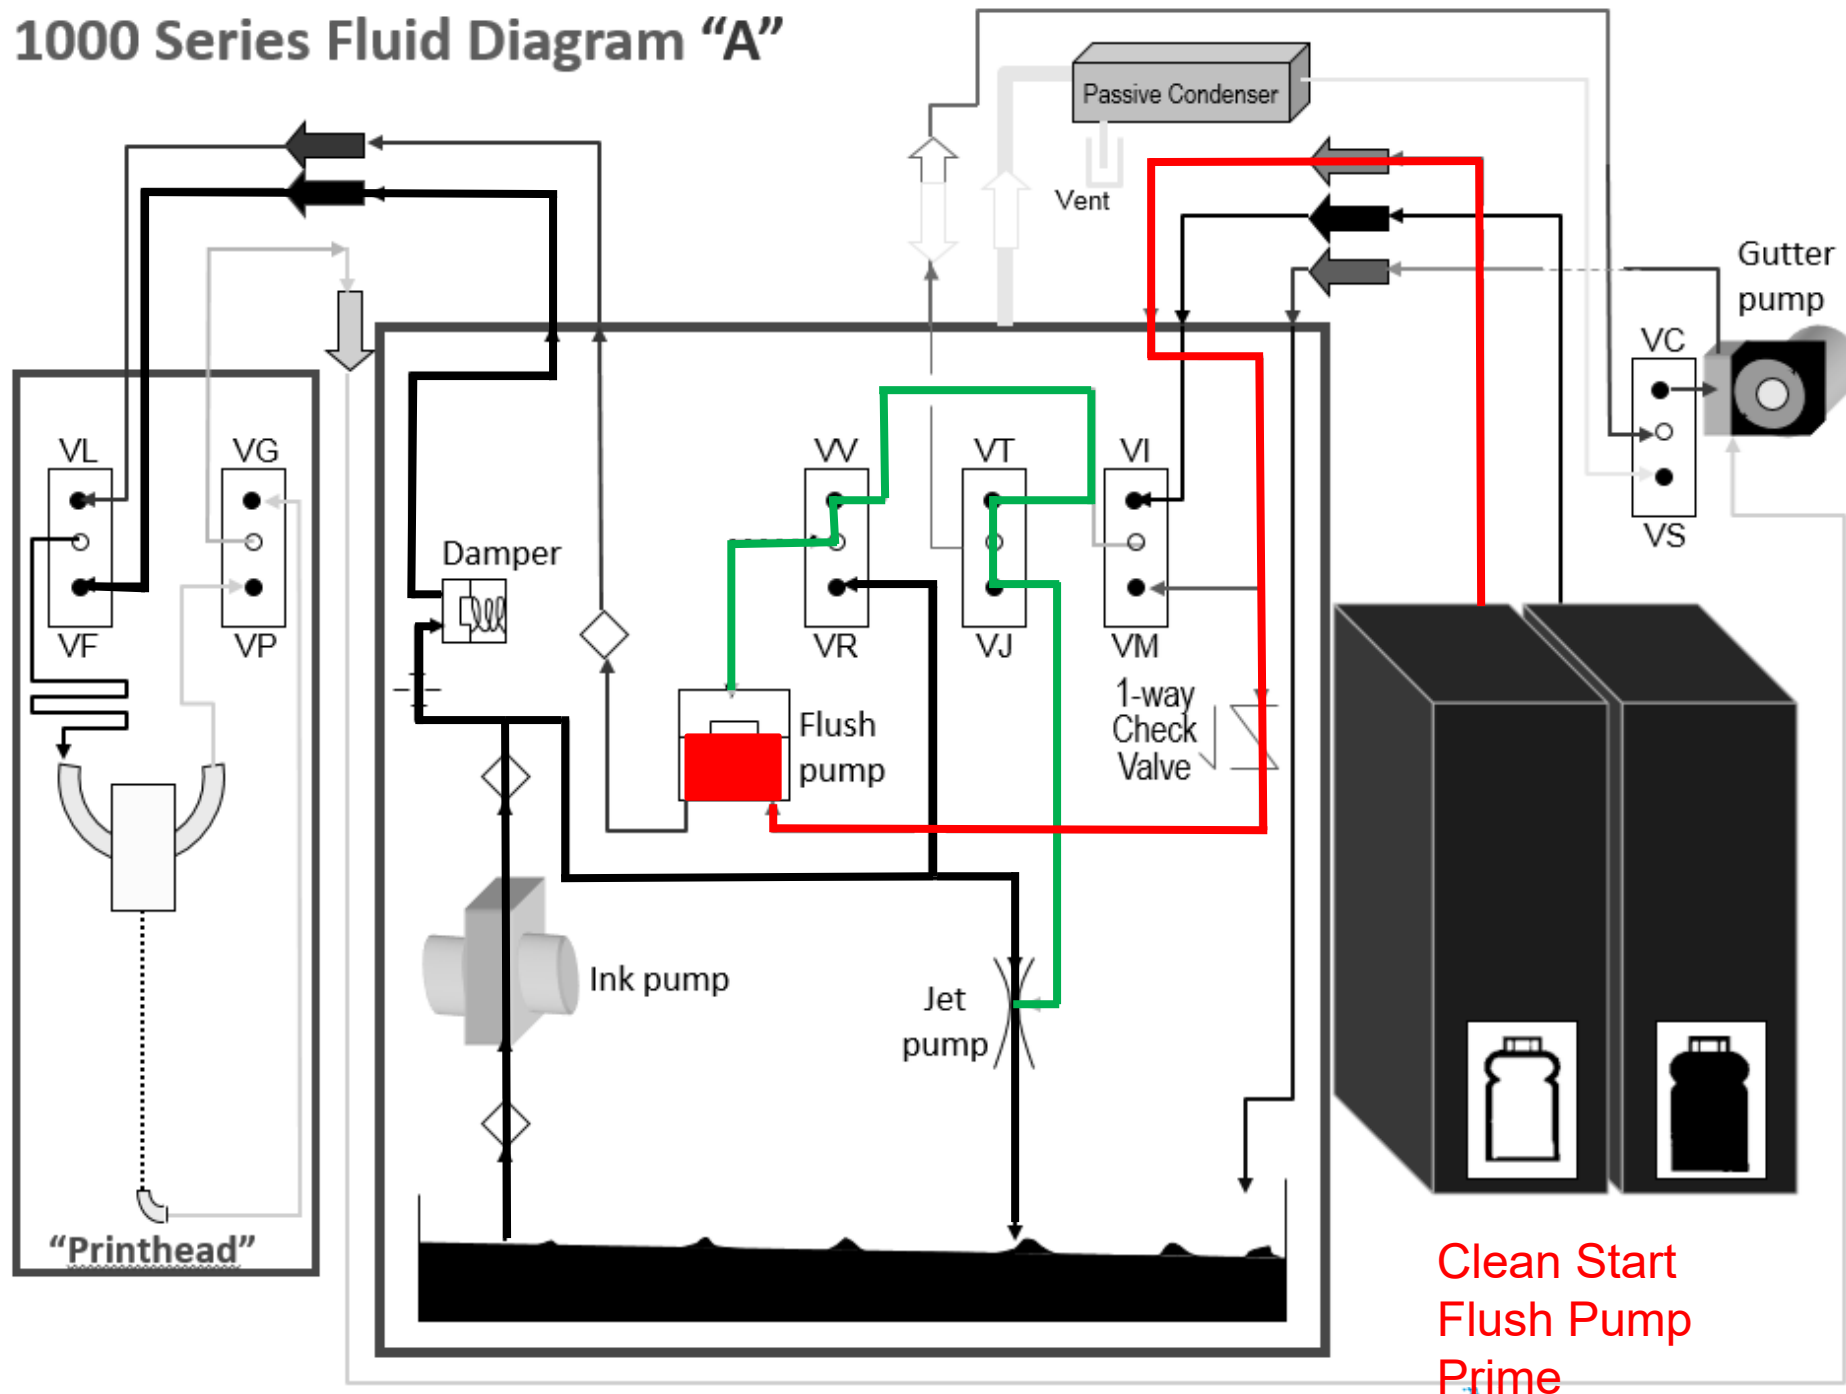 1000 Series Fluid Diagram “A”
Passive Condenser
Vent
Gutter
pump
VC
VS
VL
VG
VV
VT
VI
Damper
VF
VP
VR
VJ
VM
1-way
Check
Valve
Flush
pump
Ink pump
Jet
pump
“Printhead”
Clean Start
Flush Pump
Prime